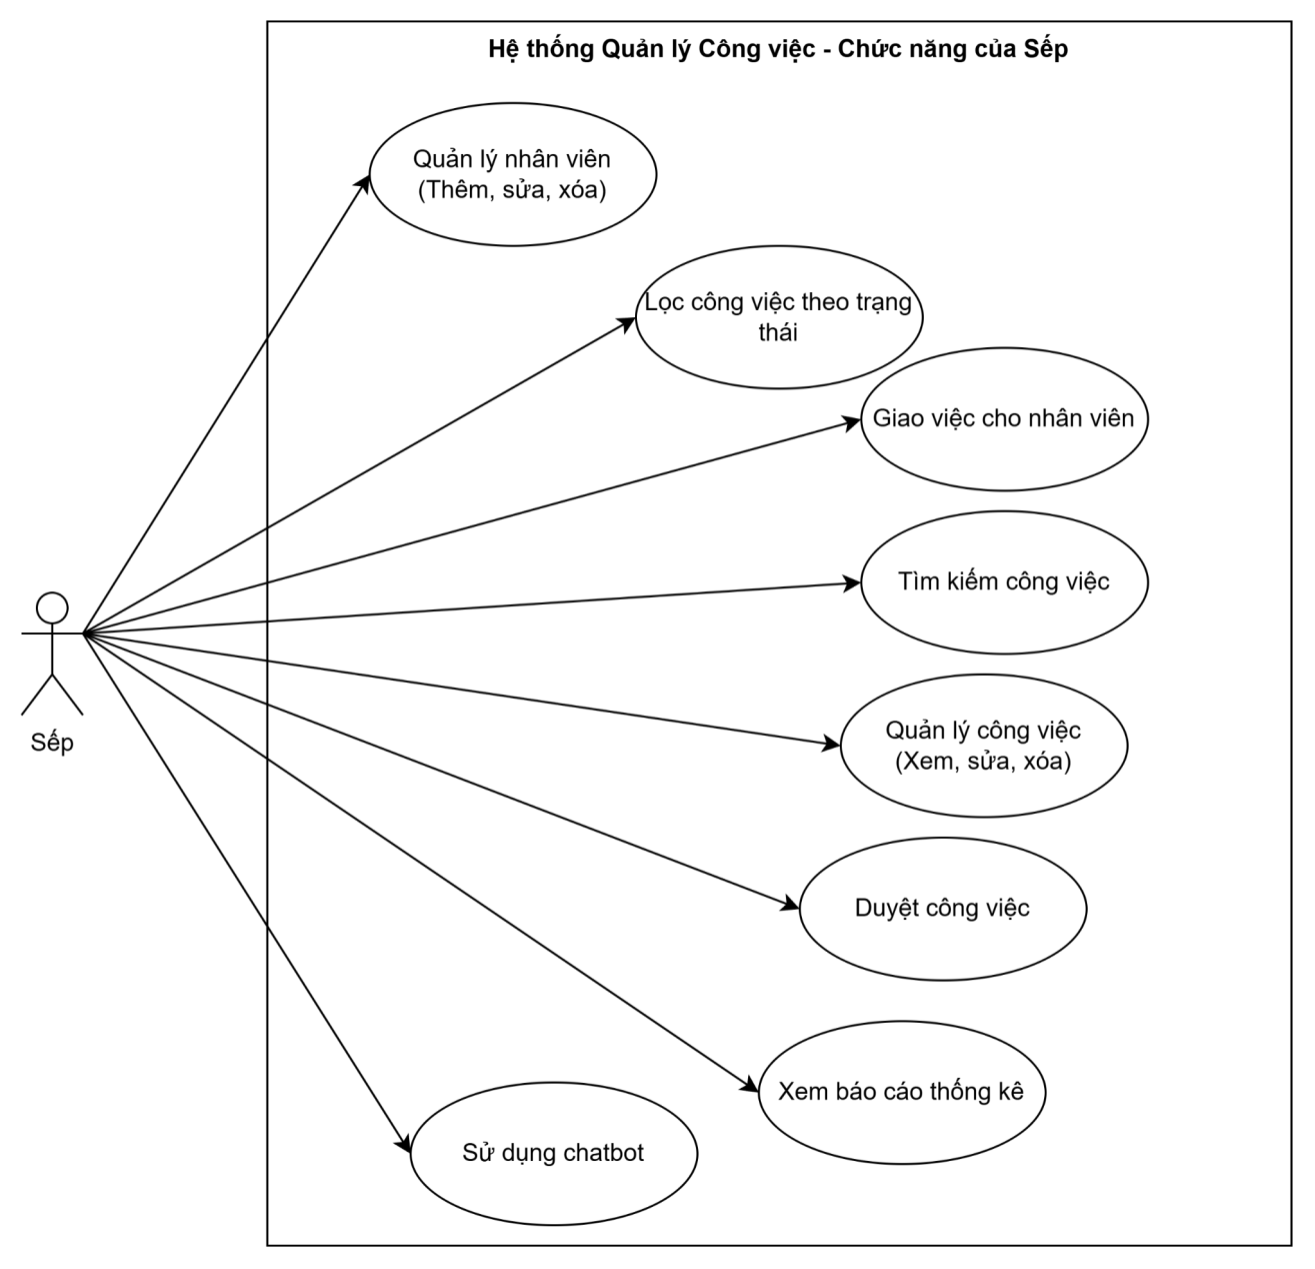 Hệ thống Quản lý Công việc - Chức năng của Sếp
Quản lý nhân viên
(Thêm, sửa, xóa)
Lọc công việc theo trạng
thái
Giao việc cho nhân viên
Tìm kiếm công việc
Sếp
Quản lý công việc
(Xem, sửa, xóa)
Duyệt công việc
Xem báo cáo thống kê
Sử dụng chatbot